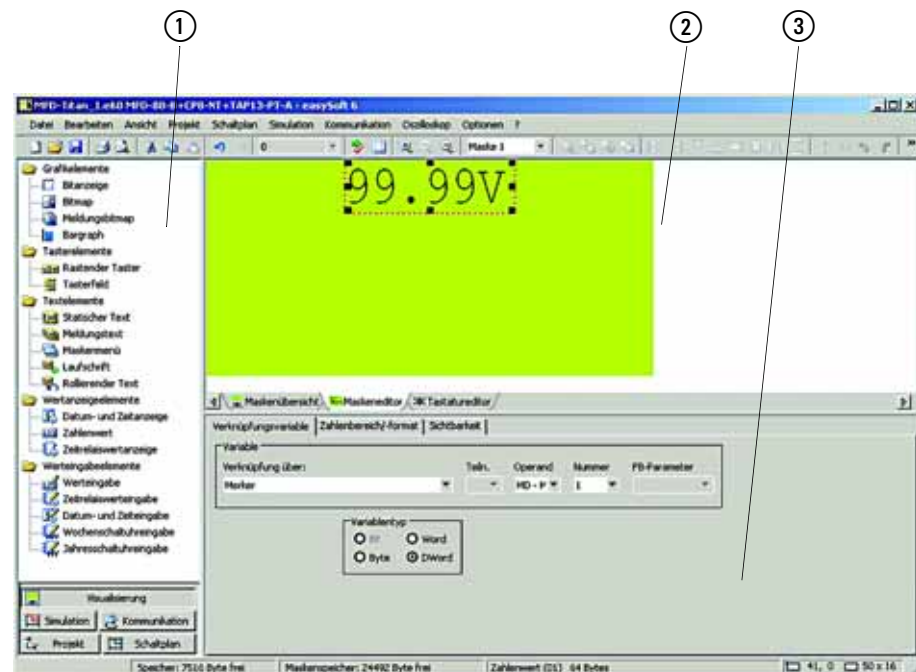 1
2
3
MFD-Titan_1.e60 MFD-80-B+CP8-NT+TAP13-PT-A - easySoft 6
Datei Bearbeiten Ansicht Projekt Schaltplan Simulation Kommunikation Oszilloskop Optionen ?
0
Maske 1
Grafikelemente
Bitanzeige
Bitmap
Meldungsbitmap
Bargraph
Tasterelemente
Rastender Taster
Tasterfeld
Textelemente
Statischer Text
Meldungstext
Maskenmenü
Laufschrift
Rollierender Text
Wertanzeigeelemente
Datum- und Zeitanzeige
Zahlenwert
Zeitrelaiswertanzeige
Werteingabeelemente
Werteingabe
Zeitrelaiswerteingabe
Datum- und Zeiteingabe
Wochenschaltuhreingabe
Jahresschaltuhreingabe
Visualisierung
Simulation Kommunikation
Projekt Schaltplan
99.99V
Maskenübersicht Maskeneditor Tastatureditor
Verknüpfungsvariable Zahlenbereich/-format Sichtbarkeit
Variable
Verknüpfung über: Teiln. Operand Nummer FB-Parameter
Merker MD - M 1
Variablentyp
Bit Word
Byte DWord
Speicher: 7510 Byte frei Maskenspeicher: 24492 Byte frei Zahlenwert (D1) 64 Bytes 41, 0 50 x 16